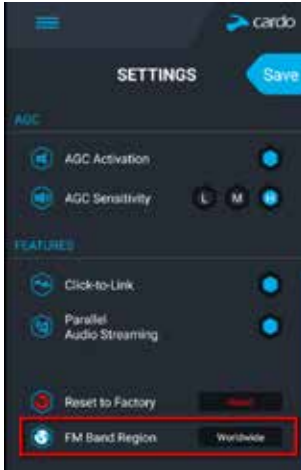 cardo
SETTINGS
Save
AGC
AGC Activation
AGC Sensitivity L M H
FEATURES
Click-to-Link
Parallel
Audio Streaming
Reset to Factory Reset
FM Band Region Worldwide